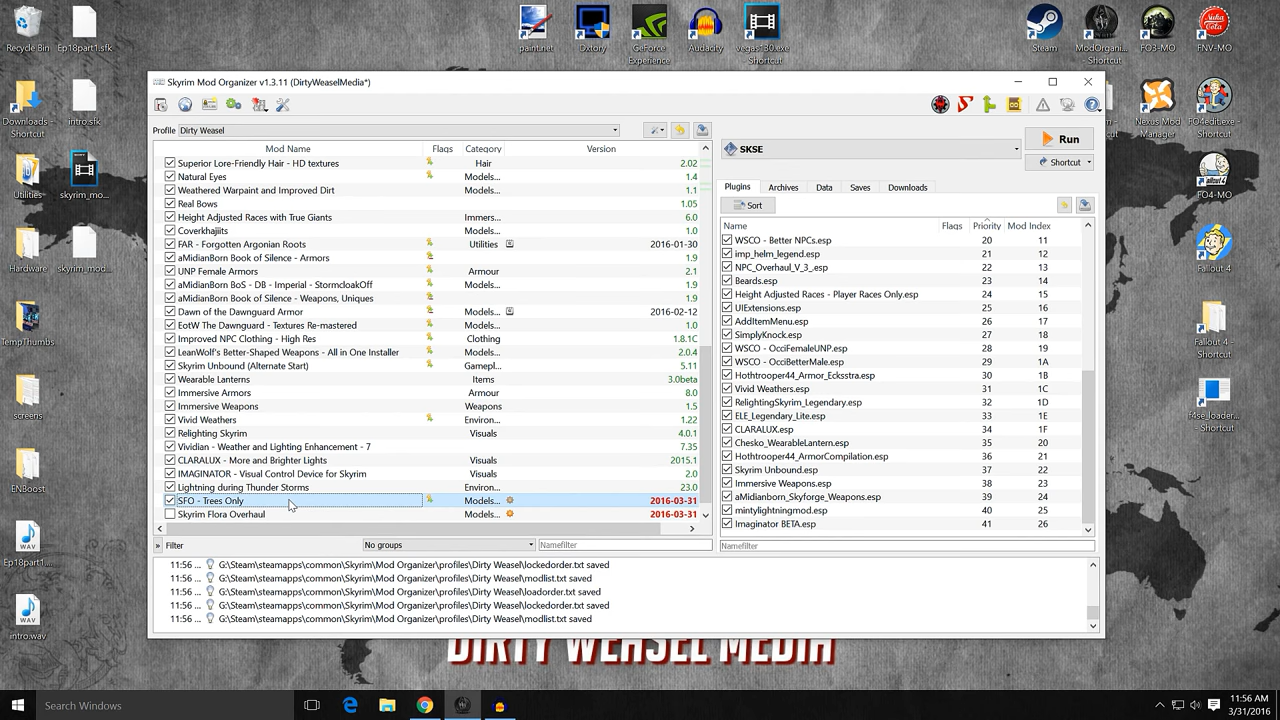 Recycle Bin
Ep18part1.sfk
paint.net
Dxtory
GeForce Experience
Audacity
vegas130.exe Shortcut
Steam
ModOrgani... - Shortcut
FO3-MO
FNV-MO
Downloads - Shortcut
intro.sfk
Nexus Mod Manager
FO4edit.exe - Shortcut
Utilities
skyrim_mo...
FO4-MO
Hardware
skyrim_mo...
Fallout 4
TempThumbs
Fallout 4 - Shortcut
screens
f4se_loader... - Shortcut
ENBoost
Ep18part1....
intro.wav
Skyrim Mod Organizer v1.3.11 (DirtyWeaselMedia*)
Profile Dirty Weasel
Mod Name Flags Category Version
Superior Lore-Friendly Hair - HD textures Hair 2.02
Natural Eyes Models... 1.4
Weathered Warpaint and Improved Dirt Models... 1.1
Real Bows 1.05
Height Adjusted Races with True Giants Immers... 6.0
Coverkhajiits Models... 1.0
FAR - Forgotten Argonian Roots Utilities 2016-01-30
aMidianBorn Book of Silence - Armors Models... 1.9
UNP Female Armors Armour 2.1
aMidianBorn BoS - DB - Imperial - StormcloakOff Models... 1.9
aMidianBorn Book of Silence - Weapons, Uniques 1.9
Dawn of the Dawnguard Armor Models... 2016-02-12
EotW The Dawnguard - Textures Re-mastered Models... 1.0
Improved NPC Clothing - High Res Clothing 1.8.1C
LeanWolf's Better-Shaped Weapons - All in One Installer Models... 2.0.4
Skyrim Unbound (Alternate Start) Gamepl... 5.11
Wearable Lanterns Items 3.0beta
Immersive Armors Armour 8.0
Immersive Weapons Weapons 1.5
Vivid Weathers Environ... 1.22
Relighting Skyrim Visuals 4.0.1
Vividian - Weather and Lighting Enhancement - 7 7.35
CLARALUX - More and Brighter Lights Visuals 2015.1
IMAGINATOR - Visual Control Device for Skyrim Visuals 2.0
Lightning during Thunder Storms Environ... 23.0
SFO - Trees Only Models... 2016-03-31
Skyrim Flora Overhaul Models... 2016-03-31
» Filter No groups Namefilter
SKSE
Run
Shortcut
Plugins Archives Data Saves Downloads
Sort
Name Flags Priority Mod Index
WSCO - Better NPCs.esp 20 11
imp_helm_legend.esp 21 12
NPC_Overhaul_V_3_.esp 22 13
Beards.esp 23 14
Height Adjusted Races - Player Races Only.esp 24 15
UIExtensions.esp 25 16
AddItemMenu.esp 26 17
SimplyKnock.esp 27 18
WSCO - OcciFemaleUNP.esp 28 19
WSCO - OcciBetterMale.esp 29 1A
Hothtrooper44_Armor_Ecksstra.esp 30 1B
Vivid Weathers.esp 31 1C
RelightingSkyrim_Legendary.esp 32 1D
ELE_Legendary_Lite.esp 33 1E
CLARALUX.esp 34 1F
Chesko_WearableLantern.esp 35 20
Hothtrooper44_ArmorCompilation.esp 36 21
Skyrim Unbound.esp 37 22
Immersive Weapons.esp 38 23
aMidianborn_Skyforge_Weapons.esp 39 24
mintylightningmod.esp 40 25
Imaginator BETA.esp 41 26
Namefilter
11:56 ... G:\Steam\steamapps\common\Skyrim\Mod Organizer\profiles\Dirty Weasel\lockedorder.txt saved
11:56 ... G:\Steam\steamapps\common\Skyrim\Mod Organizer\profiles\Dirty Weasel\modlist.txt saved
11:56 ... G:\Steam\steamapps\common\Skyrim\Mod Organizer\profiles\Dirty Weasel\loadorder.txt saved
11:56 ... G:\Steam\steamapps\common\Skyrim\Mod Organizer\profiles\Dirty Weasel\lockedorder.txt saved
11:56 ... G:\Steam\steamapps\common\Skyrim\Mod Organizer\profiles\Dirty Weasel\modlist.txt saved
DIRTY WEASEL MEDIA
Search Windows
11:56 AM
3/31/2016